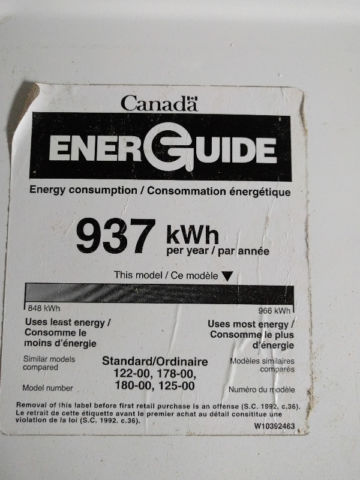 Canada
ENERGUIDE
Energy consumption / Consommation énergétique
937 kWh
per year / par année
This model / Ce modèle ▼
848 kWh 966 kWh
Uses least energy / Uses most energy /
Consomme le Consomme le plus
moins d'énergie d'énergie
Similar models Standard/Ordinaire Modèles similaires
compared 122-00, 178-00, comparés
Model number 180-00, 125-00 Numéro du modèle
Removal of this label before first retail purchase is an offense (S.C. 1992, c.36).
Le retrait de cette étiquette avant le premier achat au détail constitue une
violation de la loi (S.C. 1992, c.36).
W10392463